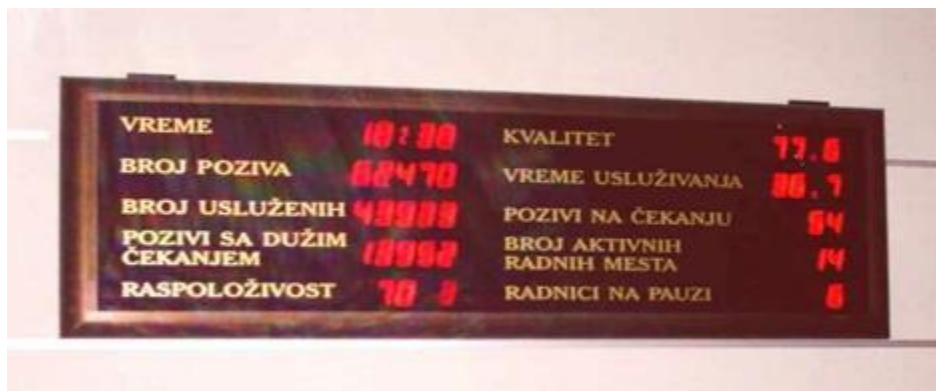 VREME
BROJ POZIVA
BROJ USLUŽENIH
POZIVI SA DUŽIM
ČEKANJEM
RASPOLOŽIVOST
KVALITET 77.6
VREME USLUŽIVANJA
POZIVI NA ČEKANJU 54
BROJ AKTIVNIH
RADNIH MESTA 14
RADNICI NA PAUZI 6